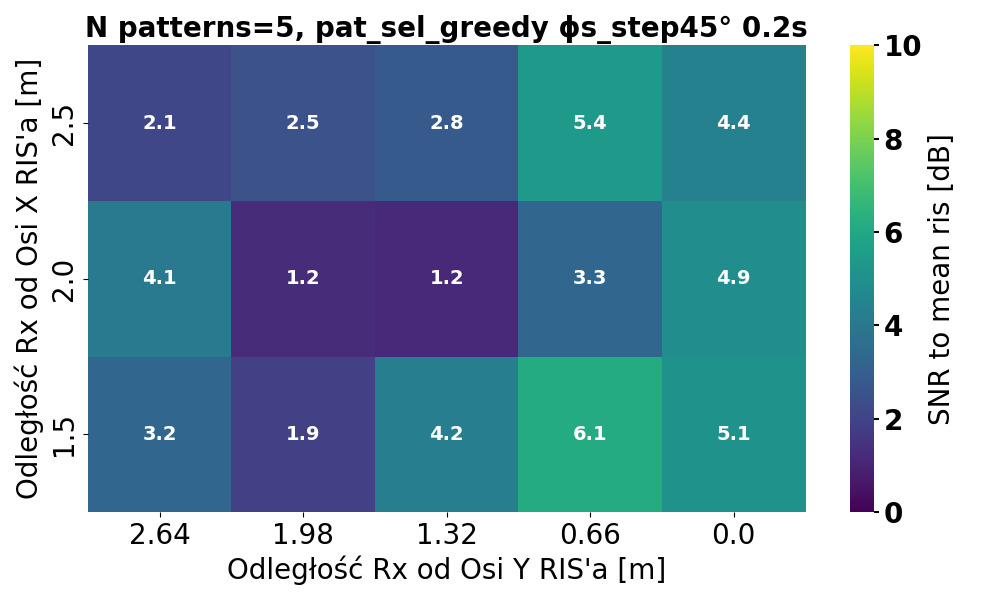 N patterns=5, pat_sel_greedy ϕs_step45° 0.2s
Odległość Rx od Osi X RIS'a [m]
2.5
2.1 2.5 2.8 5.4 4.4
2.0
4.1 1.2 1.2 3.3 4.9
1.5
3.2 1.9 4.2 6.1 5.1
2.64 1.98 1.32 0.66 0.0
Odległość Rx od Osi Y RIS'a [m]
10
8
6
4
2
0
SNR to mean ris [dB]